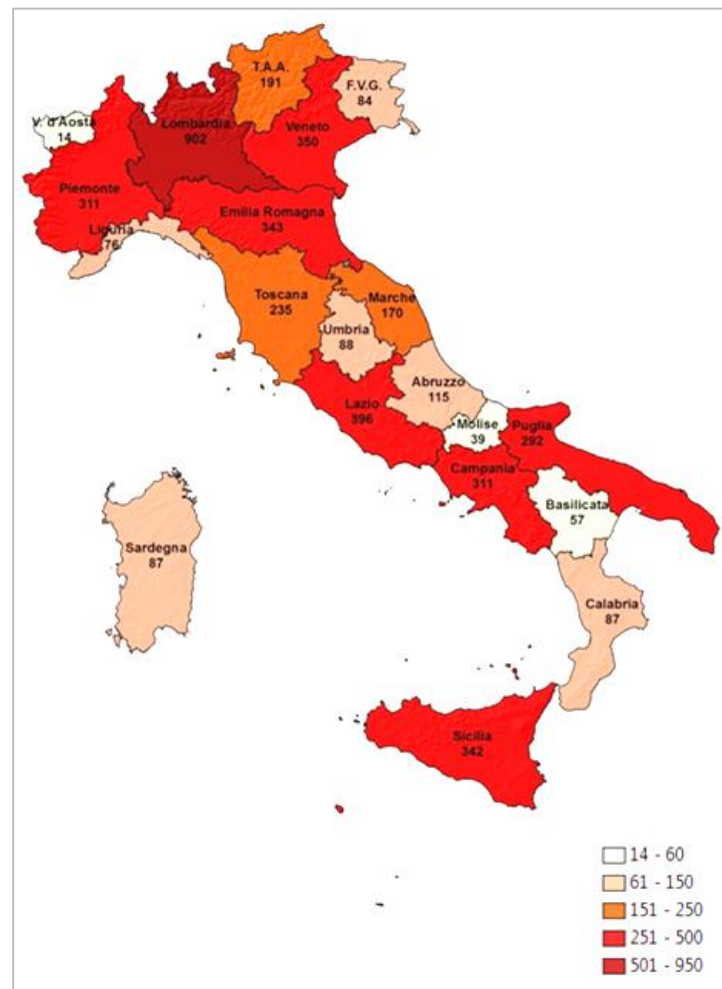 T.A.A.
191
F.V.G.
84
V. d'Aosta
14
Lombardia
902
Veneto
350
Piemonte
311
Emilia Romagna
343
Liguria
76
Toscana
235
Marche
170
Umbria
88
Abruzzo
115
Lazio
396
Molise
39
Puglia
292
Campania
311
Basilicata
57
Sardegna
87
Calabria
87
Sicilia
342
14 - 60
61 - 150
151 - 250
251 - 500
501 - 950